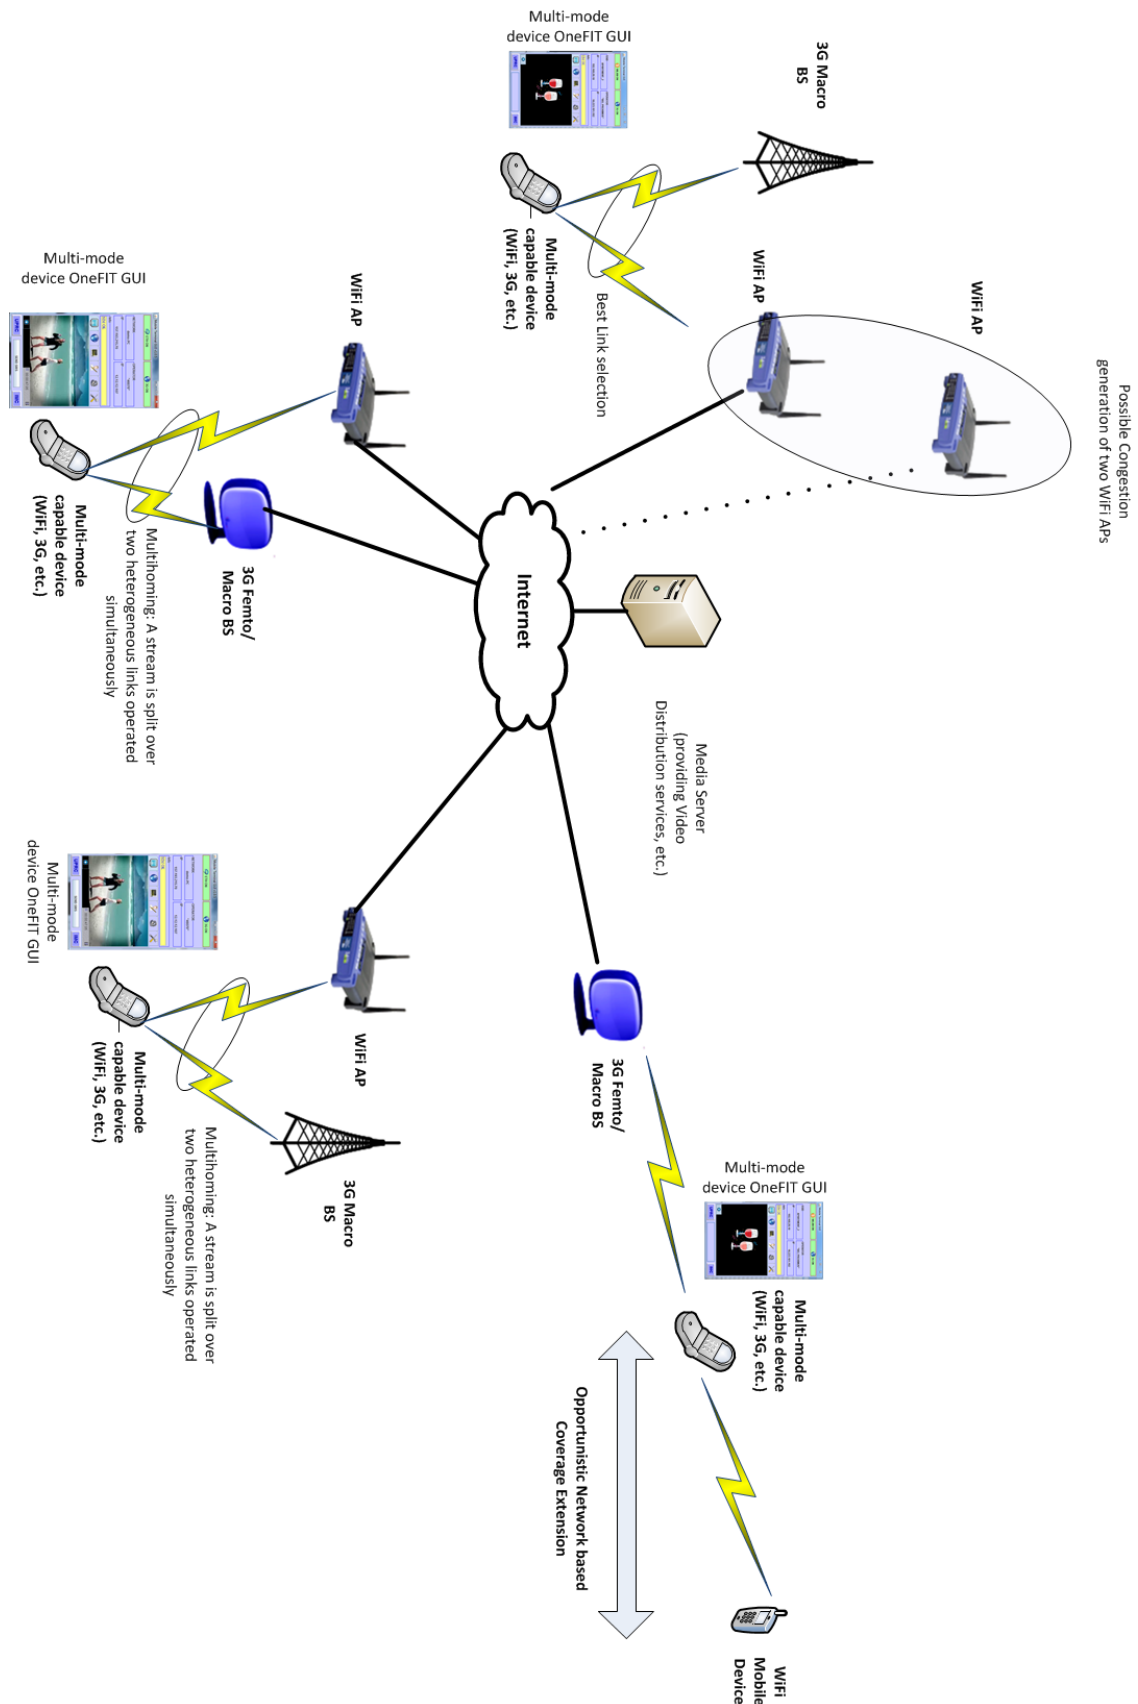 Multi-mode
device OneFIT GUI
3G Macro
BS
Multi-mode
capable device
(WiFi, 3G, etc.)
Best Link selection
WiFi AP
WiFi AP
Possible Congestion
generation of two WiFi APs
Multi-mode
device OneFIT GUI
WiFi AP
Multi-mode
capable device
(WiFi, 3G, etc.)
3G Femto/
Macro BS
Multihoming: A stream is split over
two heterogeneous links operated
simultaneously
Internet
Media Server
(providing Video
Distribution services, etc.)
Multi-mode
device OneFIT GUI
WiFi AP
Multi-mode
capable device
(WiFi, 3G, etc.)
3G Macro
BS
Multihoming: A stream is split over
two heterogeneous links operated
simultaneously
3G Femto/
Macro BS
Multi-mode
device OneFIT GUI
Multi-mode
capable device
(WiFi, 3G, etc.)
Opportunistic Network based
Coverage Extension
WiFi
Mobile
Device